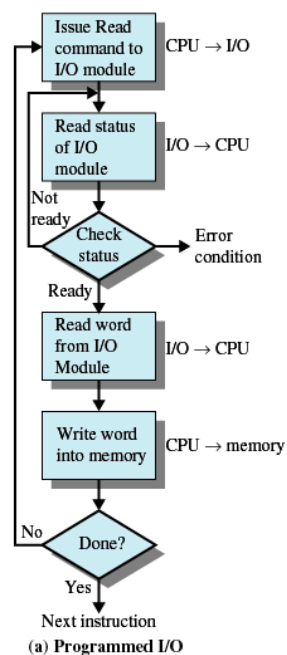 Issue Read
command to
I/O module
CPU → I/O
Read status
of I/O
module
I/O → CPU
Not
ready
Check
status
Error
condition
Ready
Read word
from I/O
Module
I/O → CPU
Write word
into memory
CPU → memory
No
Done?
Yes
Next instruction
(a) Programmed I/O